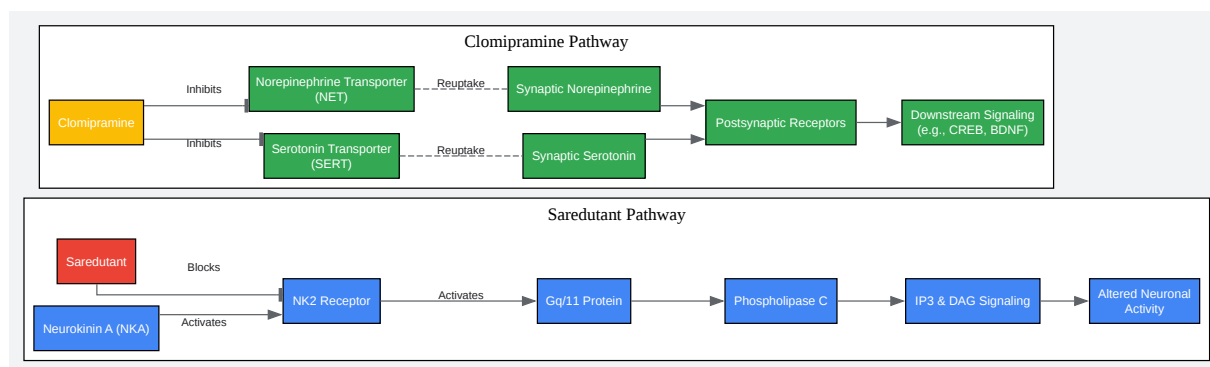 Clomipramine Pathway
Clomipramine
Inhibits
Inhibits
Norepinephrine Transporter
(NET)
Reuptake
Synaptic Norepinephrine
Serotonin Transporter
(SERT)
Reuptake
Synaptic Serotonin
Postsynaptic Receptors
Downstream Signaling
(e.g., CREB, BDNF)
Saredutant Pathway
Saredutant
Blocks
Neurokinin A (NKA)
Activates
NK2 Receptor
Activates
Gq/11 Protein
Phospholipase C
IP3 & DAG Signaling
Altered Neuronal
Activity